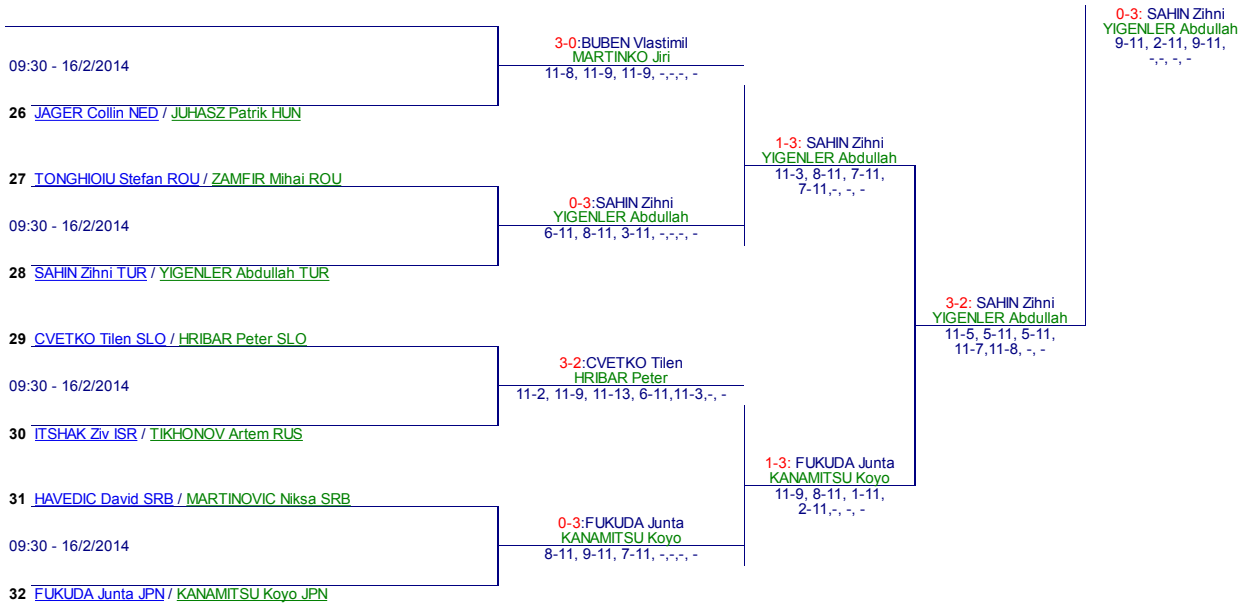 0-3: SAHIN Zihni
YIGENLER Abdullah
9-11, 2-11, 9-11,
-,-, -, -
3-0:BUBEN Vlastimil
MARTINKO Jiri
11-8, 11-9, 11-9, -,-,-, -
09:30 - 16/2/2014
26 JAGER Collin NED / JUHASZ Patrik HUN
1-3: SAHIN Zihni
YIGENLER Abdullah
11-3, 8-11, 7-11,
7-11,-, -, -
27 TONGHIOIU Stefan ROU / ZAMFIR Mihai ROU
0-3:SAHIN Zihni
YIGENLER Abdullah
6-11, 8-11, 3-11, -,-,-, -
09:30 - 16/2/2014
28 SAHIN Zihni TUR / YIGENLER Abdullah TUR
3-2: SAHIN Zihni
YIGENLER Abdullah
11-5, 5-11, 5-11,
11-7,11-8, -, -
29 CVETKO Tilen SLO / HRIBAR Peter SLO
3-2:CVETKO Tilen
HRIBAR Peter
11-2, 11-9, 11-13, 6-11,11-3,-, -
09:30 - 16/2/2014
30 ITSHAK Ziv ISR / TIKHONOV Artem RUS
1-3: FUKUDA Junta
KANAMITSU Koyo
11-9, 8-11, 1-11,
2-11,-, -, -
31 HAVEDIC David SRB / MARTINOVIC Niksa SRB
0-3:FUKUDA Junta
KANAMITSU Koyo
8-11, 9-11, 7-11, -,-,-, -
09:30 - 16/2/2014
32 FUKUDA Junta JPN / KANAMITSU Koyo JPN